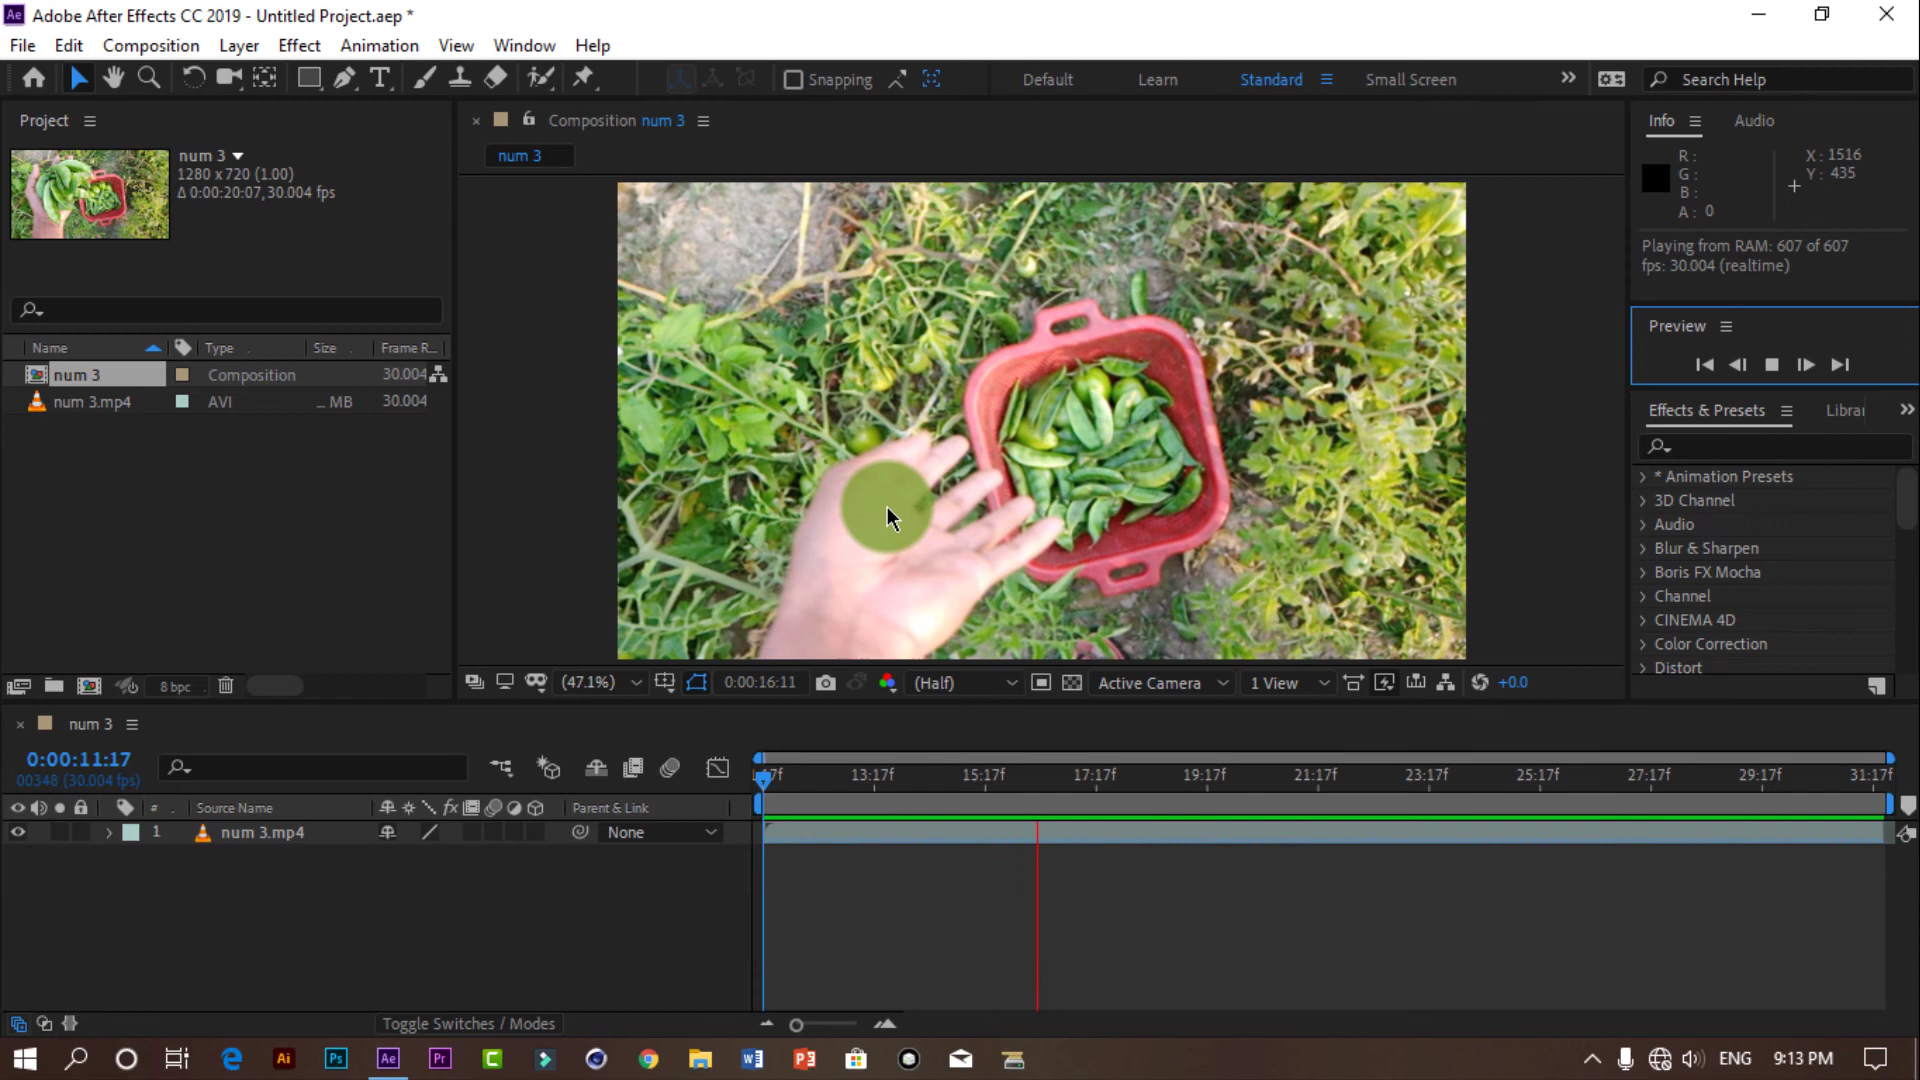 Ae Adobe After Effects CC 2019 - Untitled Project.aep *
File Edit Composition Layer Effect Animation View Window Help
Snapping Default Learn Standard Small Screen Search Help
Project
num 3
1280 x 720 (1.00)
Δ 0:00:20:07, 30.004 fps
Name Type Size Frame R...
num 3 Composition 30.004
num 3.mp4 AVI ... MB 30.004
8 bpc
Composition num 3
num 3
(47.1%) 0:00:16:11 (Half) Active Camera 1 View +0.0
Info Audio
R : X : 1516
G : Y : 435
B :
A : 0
Playing from RAM: 607 of 607
fps: 30.004 (realtime)
Preview
Effects & Presets Librar
* Animation Presets
3D Channel
Audio
Blur & Sharpen
Boris FX Mocha
Channel
CINEMA 4D
Color Correction
Distort
num 3
0:00:11:17
00348 (30.004 fps)
13:17f 15:17f 17:17f 19:17f 21:17f 23:17f 25:17f 27:17f 29:17f 31:17f
# Source Name fx Parent & Link
1 num 3.mp4 None
Toggle Switches / Modes
Ai Ps Ae Pr C ENG 9:13 PM